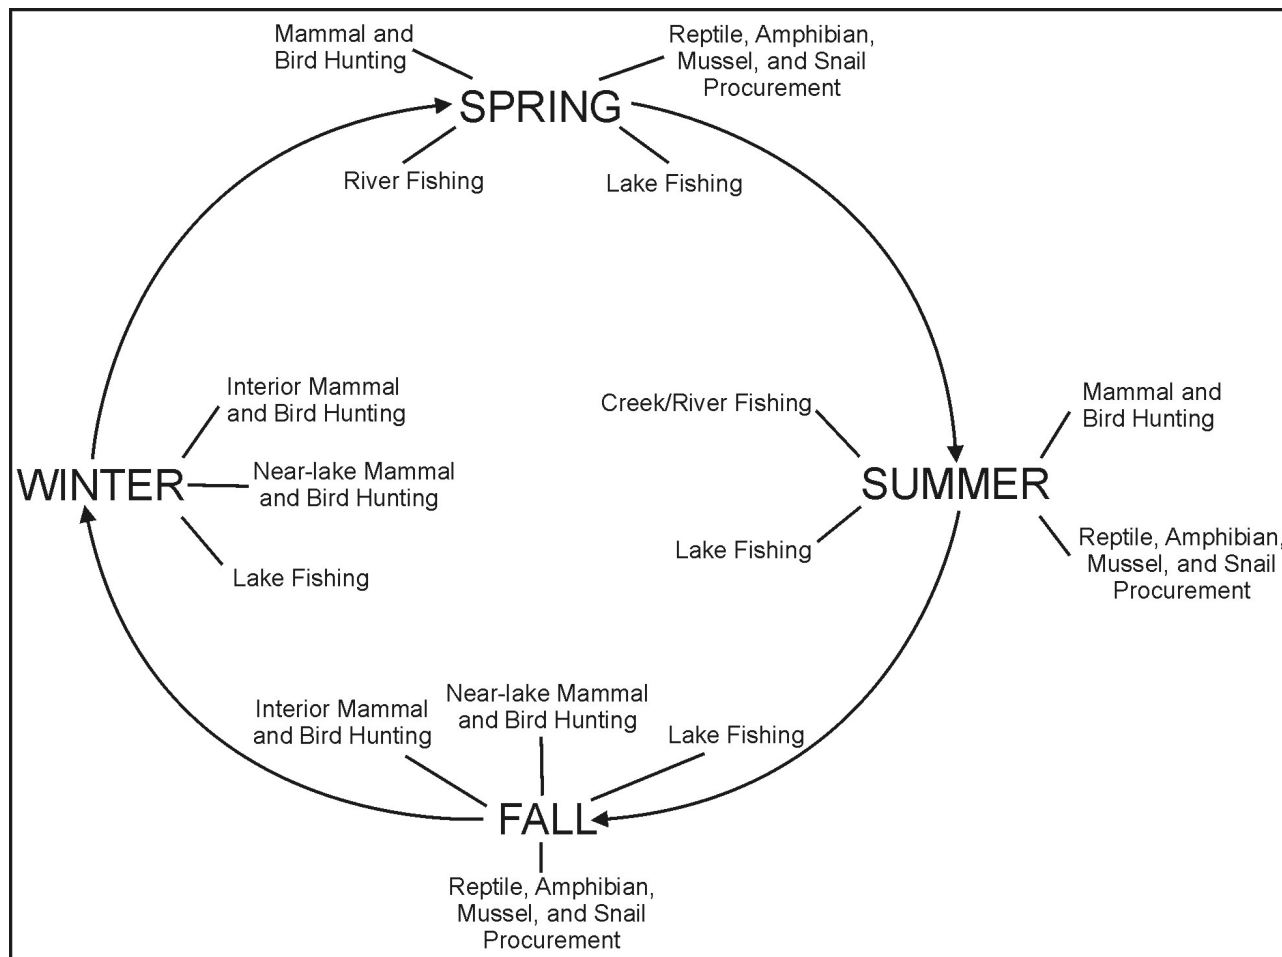 Mammal and
Bird Hunting
Reptile, Amphibian,
Mussel, and Snail
Procurement
SPRING
River Fishing
Lake Fishing
Interior Mammal
and Bird Hunting
WINTER
Near-lake Mammal
and Bird Hunting
Lake Fishing
Creek/River Fishing
Mammal and
Bird Hunting
SUMMER
Lake Fishing
Reptile, Amphibian,
Mussel, and Snail
Procurement
Interior Mammal
and Bird Hunting
Near-lake Mammal
and Bird Hunting
Lake Fishing
FALL
Reptile, Amphibian,
Mussel, and Snail
Procurement